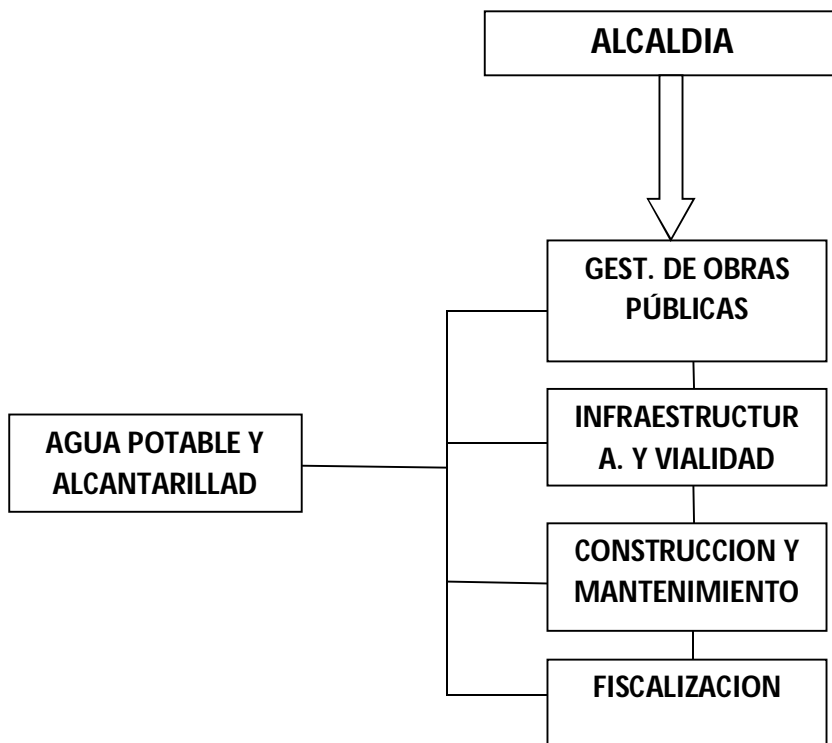 ALCALDIA
GEST. DE OBRAS
PÚBLICAS
INFRAESTRUCTUR
A. Y VIALIDAD
AGUA POTABLE Y
ALCANTARILLAD
CONSTRUCCION Y
MANTENIMIENTO
FISCALIZACION